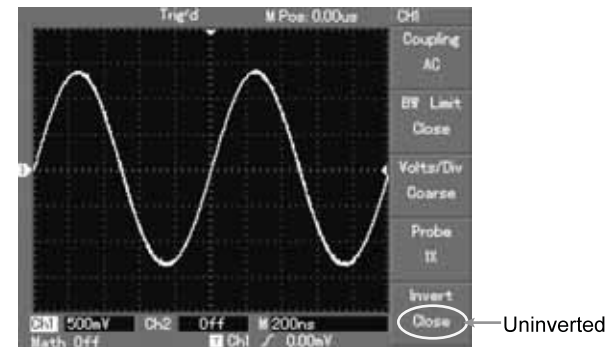 Trig'd M Pos: 0.00us CH1
Coupling
AC
BW Limit
Close
Volts/Div
Coarse
Probe
1X
Invert
Close
Uninverted
1
Ch1 500mV Ch2 Off M 200ns
Math Off T Ch1 / 0.00mV